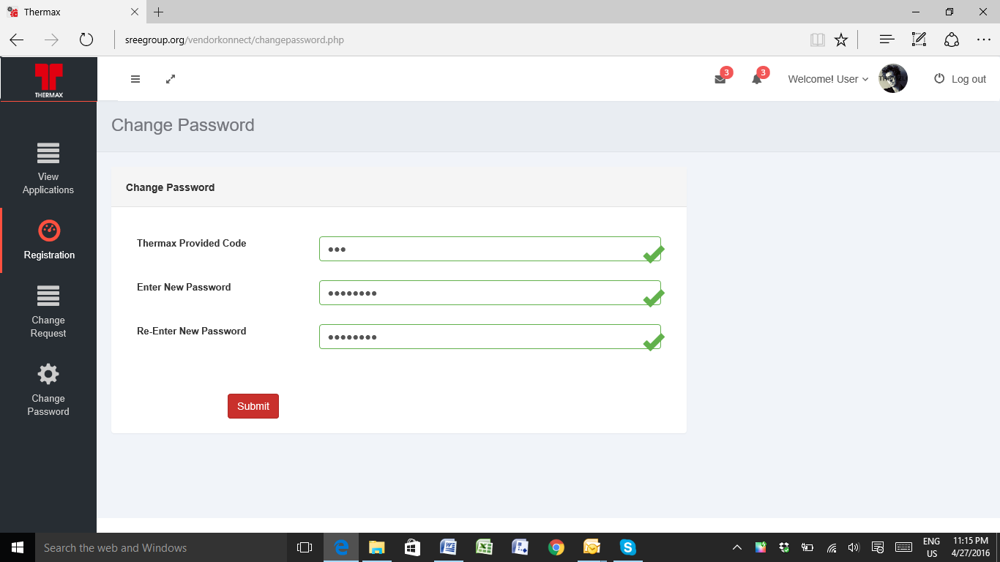 Thermax
sreegroup.org/vendorkonnect/changepassword.php
THERMAX
3
3
Welcome! User
Log out
Change Password
View
Applications
Registration
Change
Request
Change
Password
Change Password
Thermax Provided Code
Enter New Password
Re-Enter New Password
Submit
Search the web and Windows
ENG
US
11:15 PM
4/27/2016